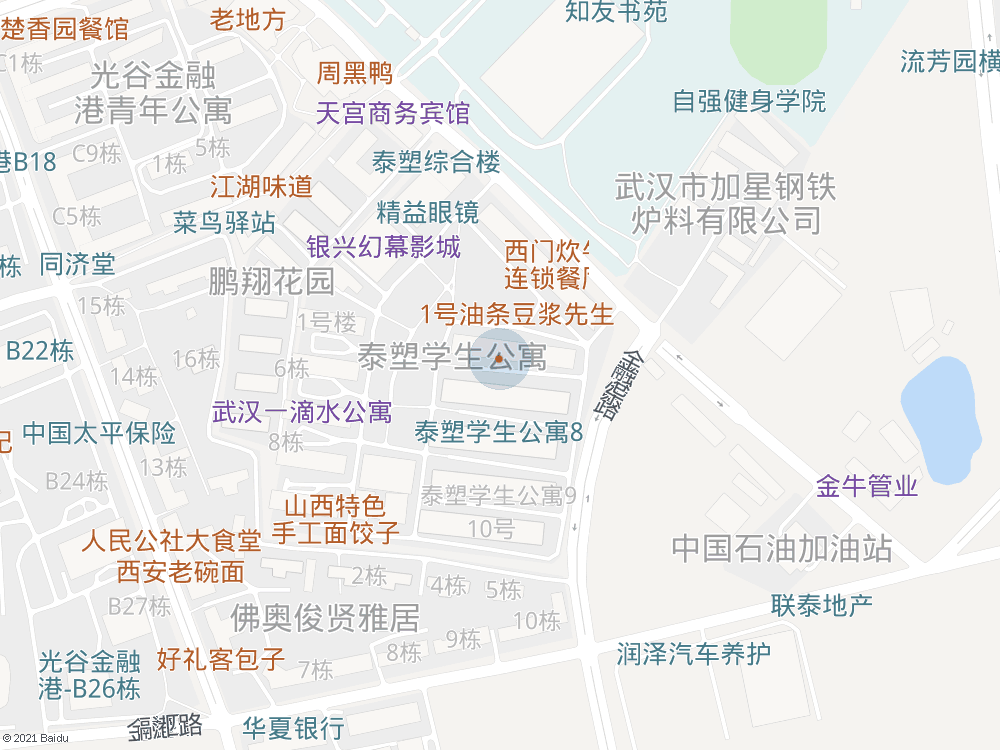 知友书苑
老地方
楚香园餐馆
C1栋
光谷金融
港青年公寓
周黑鸭
流芳园横
自强健身学院
天宫商务宾馆
C9栋
5栋
1栋
港B18
泰塑综合楼
江湖味道
武汉市加星钢铁
炉料有限公司
C5栋
菜鸟驿站
精益眼镜
银兴幻幕影城
西门炊
连锁餐
栋
同济堂
鹏翔花园
15栋
1号楼
1号油条豆浆先生
B22栋
16栋
6栋
泰塑学生公寓
14栋
金融港路
武汉一滴水公寓
中国太平保险
8栋
泰塑学生公寓8
记
13栋
B24栋
金牛管业
泰塑学生公寓9
10号
山西特色
手工面饺子
人民公社大食堂
西安老碗面
中国石油加油站
2栋
4栋
5栋
B27栋
联泰地产
佛奥俊贤雅居
10栋
9栋
8栋
7栋
光谷金融
港-B26栋
好礼客包子
润泽汽车养护
华夏银行
© 2021 Baidu